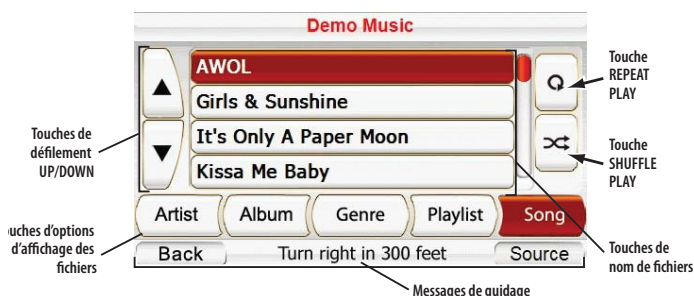 Demo Music
AWOL
Girls & Sunshine
It's Only A Paper Moon
Kissa Me Baby
Artist
Album
Genre
Playlist
Song
Back
Turn right in 300 feet
Source
Touches de
défilement
UP/DOWN
uches d'options
d'affichage des
fichiers
Touche
REPEAT
PLAY
Touche
SHUFFLE
PLAY
Touches de
nom de fichiers
Messages de guidage